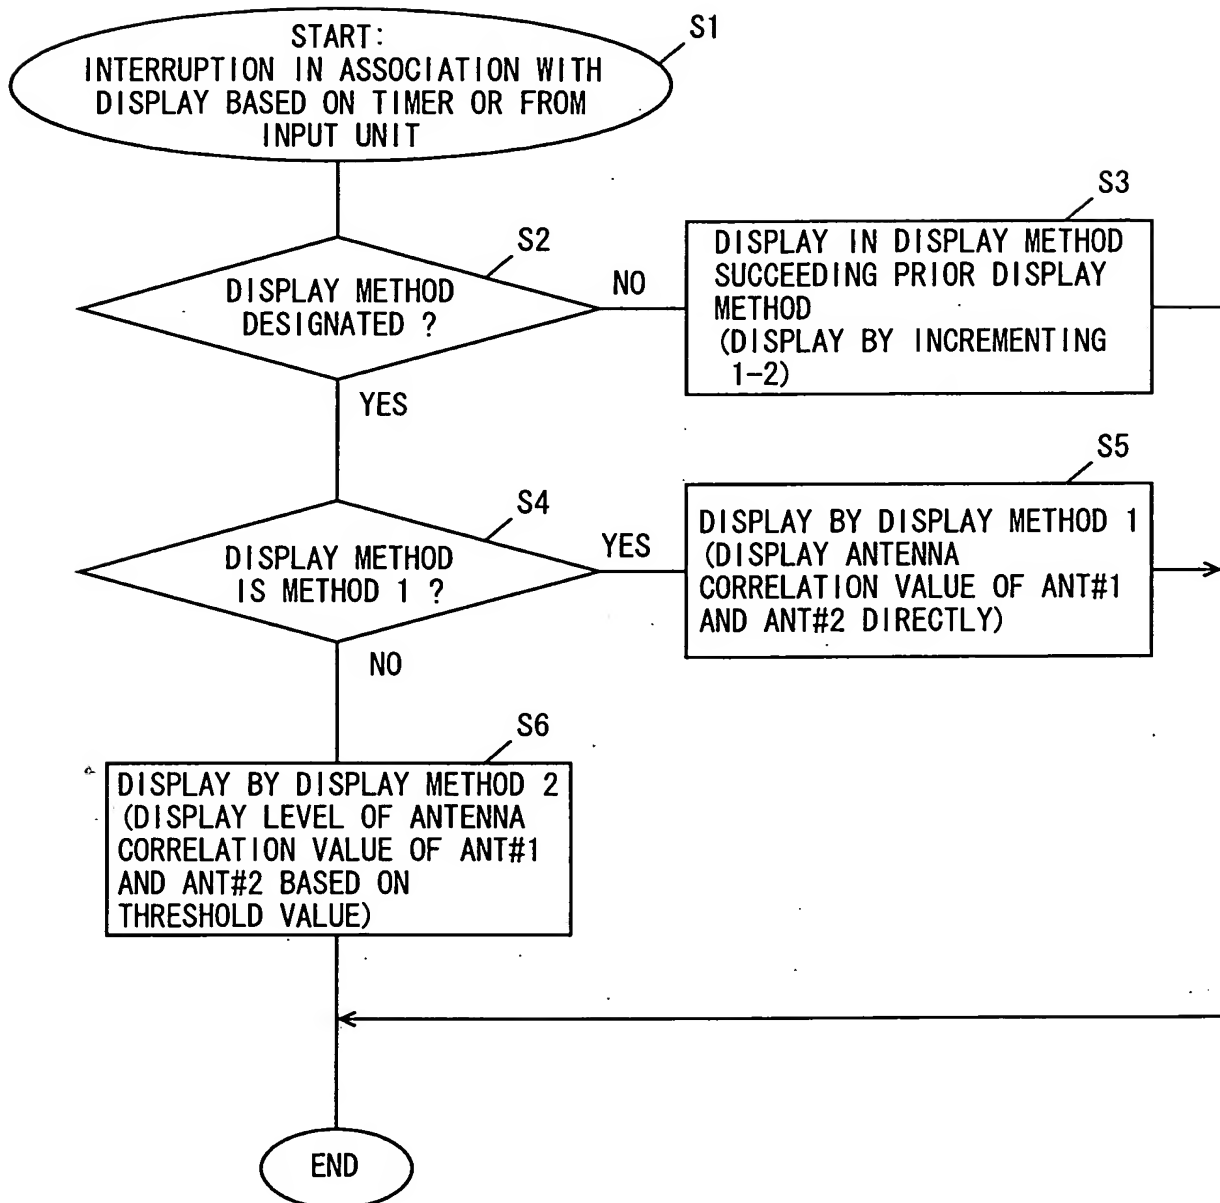 START:
INTERRUPTION IN ASSOCIATION WITH
DISPLAY BASED ON TIMER OR FROM
INPUT UNIT
S1
DISPLAY METHOD
DESIGNATED ?
S2
NO
YES
DISPLAY IN DISPLAY METHOD
SUCCEEDING PRIOR DISPLAY
METHOD
(DISPLAY BY INCREMENTING
1-2)
S3
DISPLAY METHOD
IS METHOD 1 ?
S4
YES
NO
DISPLAY BY DISPLAY METHOD 1
(DISPLAY ANTENNA
CORRELATION VALUE OF ANT#1
AND ANT#2 DIRECTLY)
S5
DISPLAY BY DISPLAY METHOD 2
(DISPLAY LEVEL OF ANTENNA
CORRELATION VALUE OF ANT#1
AND ANT#2 BASED ON
THRESHOLD VALUE)
S6
END